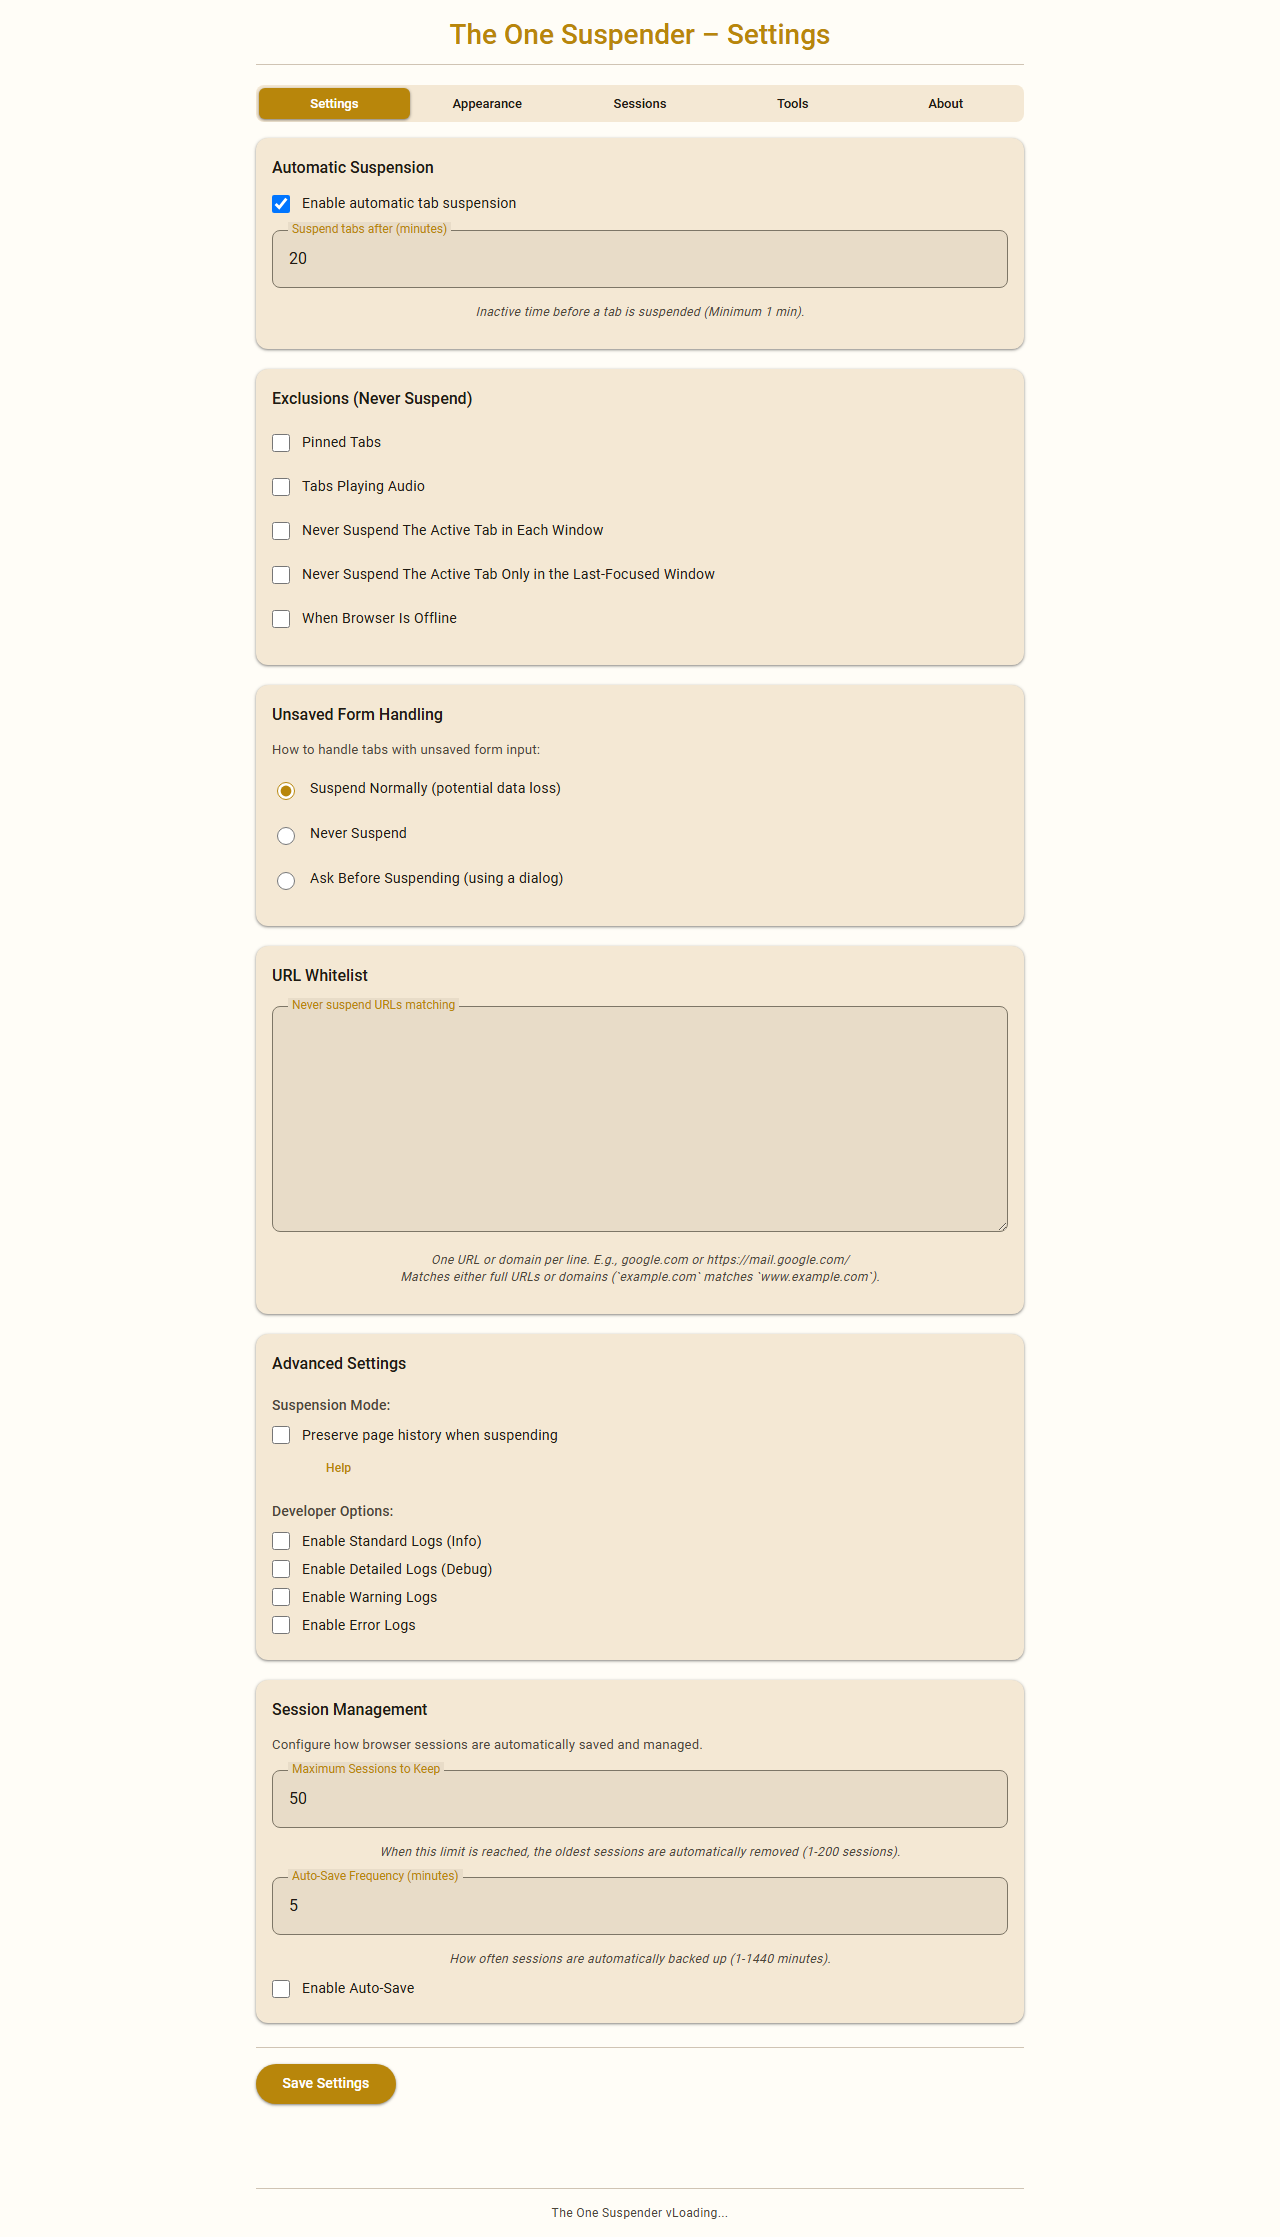 The One Suspender – Settings
Settings
Appearance
Sessions
Tools
About
Automatic Suspension
Enable automatic tab suspension
Suspend tabs after (minutes)
20
Inactive time before a tab is suspended (Minimum 1 min).
Exclusions (Never Suspend)
Pinned Tabs
Tabs Playing Audio
Never Suspend The Active Tab in Each Window
Never Suspend The Active Tab Only in the Last-Focused Window
When Browser Is Offline
Unsaved Form Handling
How to handle tabs with unsaved form input:
Suspend Normally (potential data loss)
Never Suspend
Ask Before Suspending (using a dialog)
URL Whitelist
Never suspend URLs matching
One URL or domain per line. E.g., google.com or https://mail.google.com/
Matches either full URLs or domains (`example.com` matches `www.example.com`).
Advanced Settings
Suspension Mode:
Preserve page history when suspending
Help
Developer Options:
Enable Standard Logs (Info)
Enable Detailed Logs (Debug)
Enable Warning Logs
Enable Error Logs
Session Management
Configure how browser sessions are automatically saved and managed.
Maximum Sessions to Keep
50
When this limit is reached, the oldest sessions are automatically removed (1-200 sessions).
Auto-Save Frequency (minutes)
5
How often sessions are automatically backed up (1-1440 minutes).
Enable Auto-Save
Save Settings
The One Suspender vLoading...